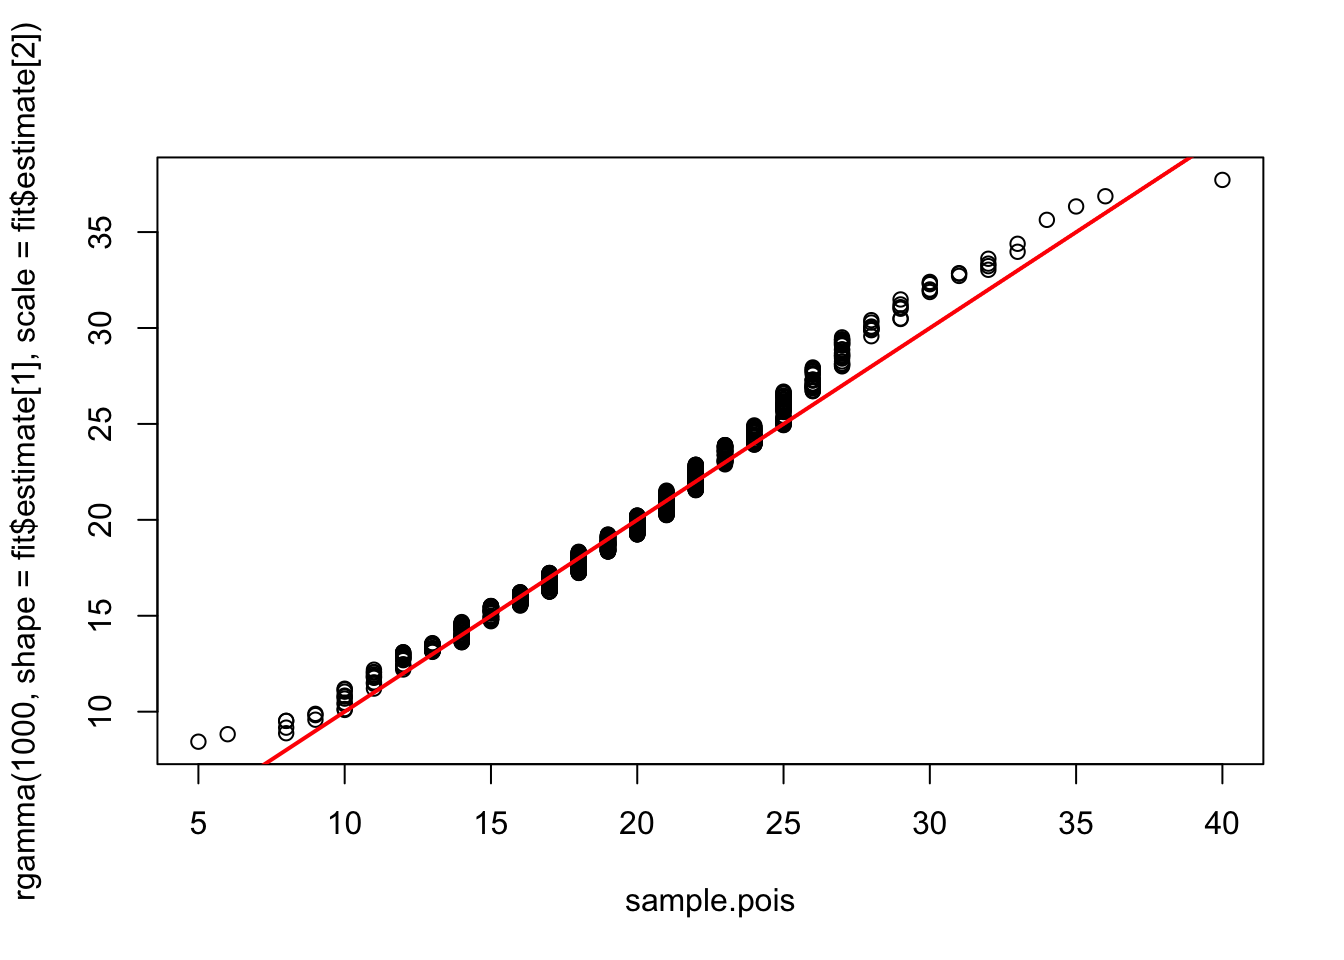 rgamma(1000, shape = fit$estimate[1], scale = fit$estimate[2])
35
30
25
20
15
10
5 10 15 20 25 30 35 40
sample.pois